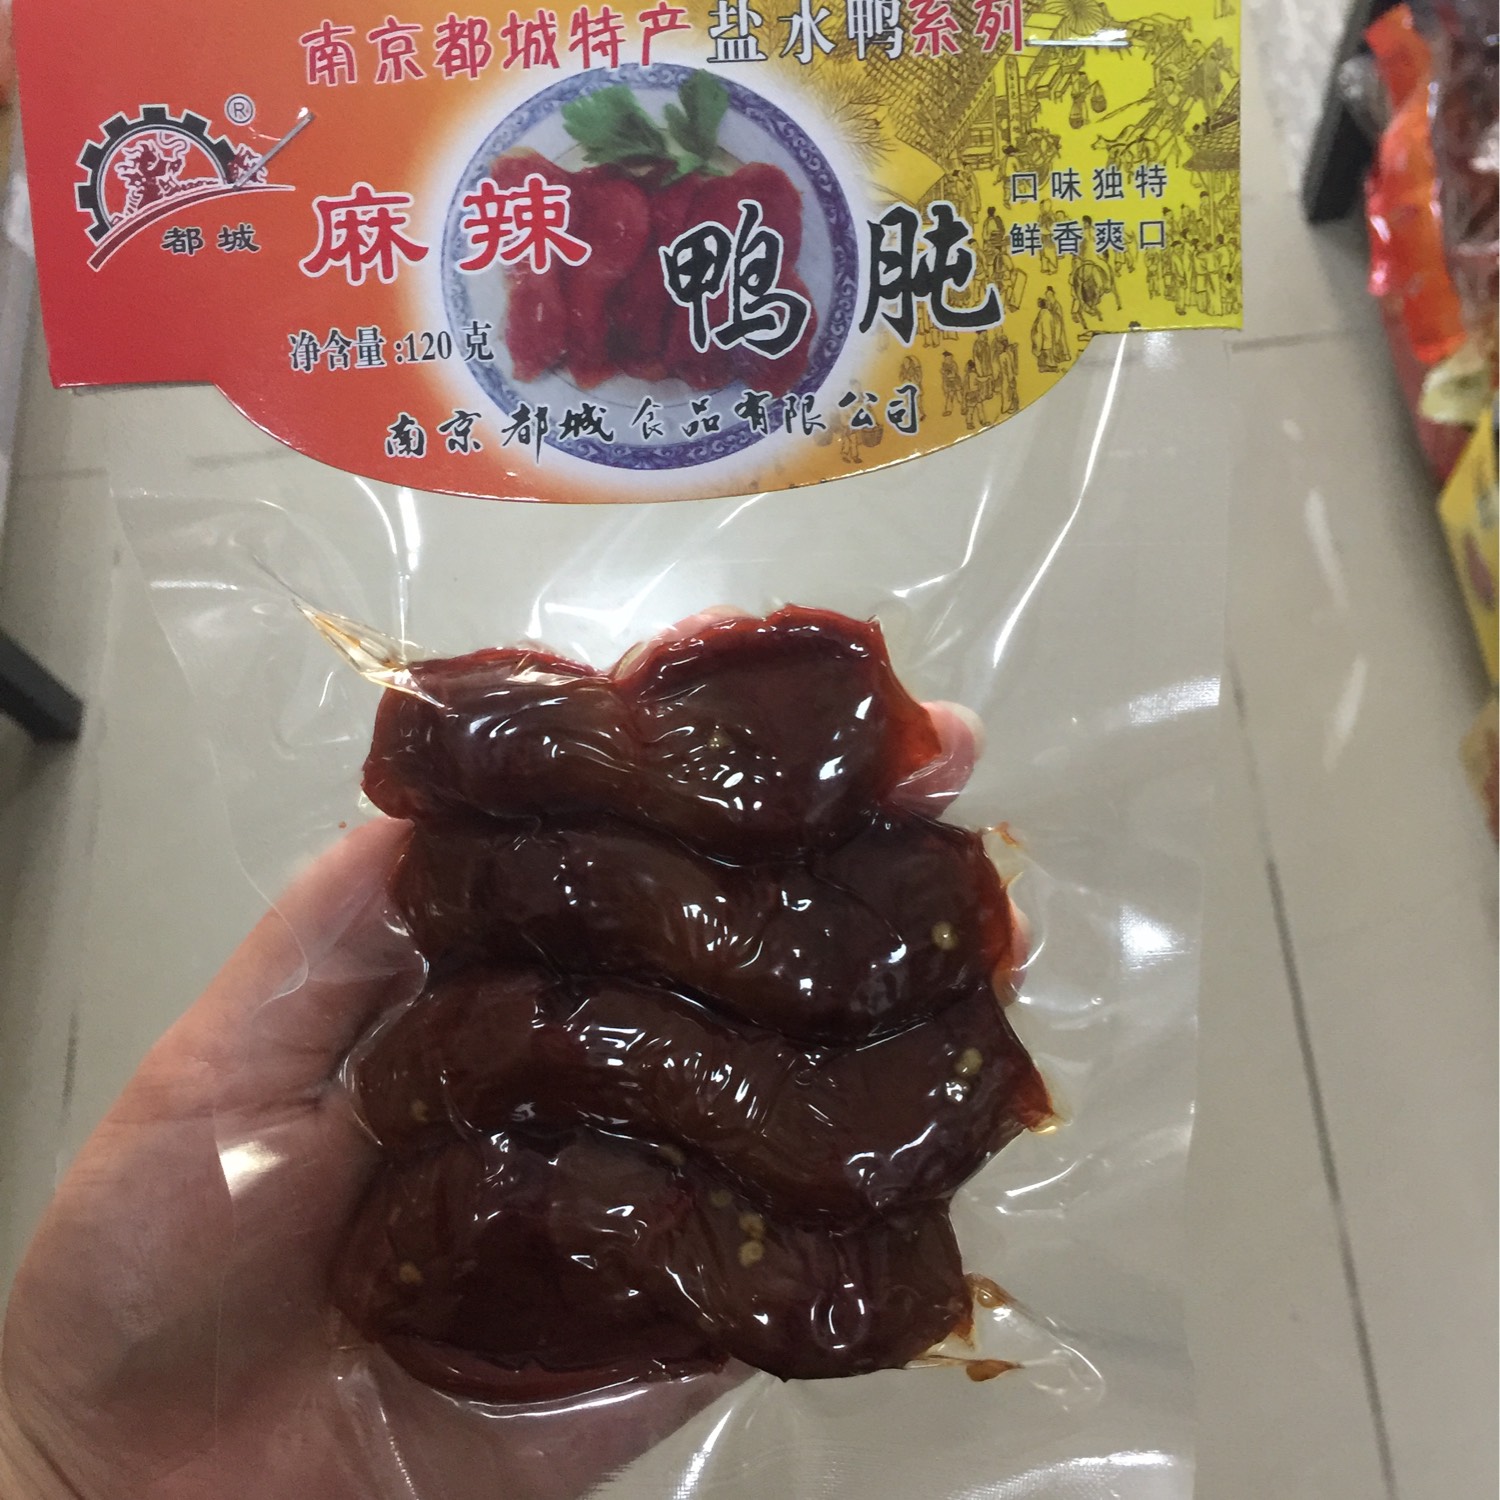 南京都城特产盐水鸭系列
®
都城
麻辣鸭肫
口味独特
鲜香爽口
净含量:120克
南京都城食品有限公司